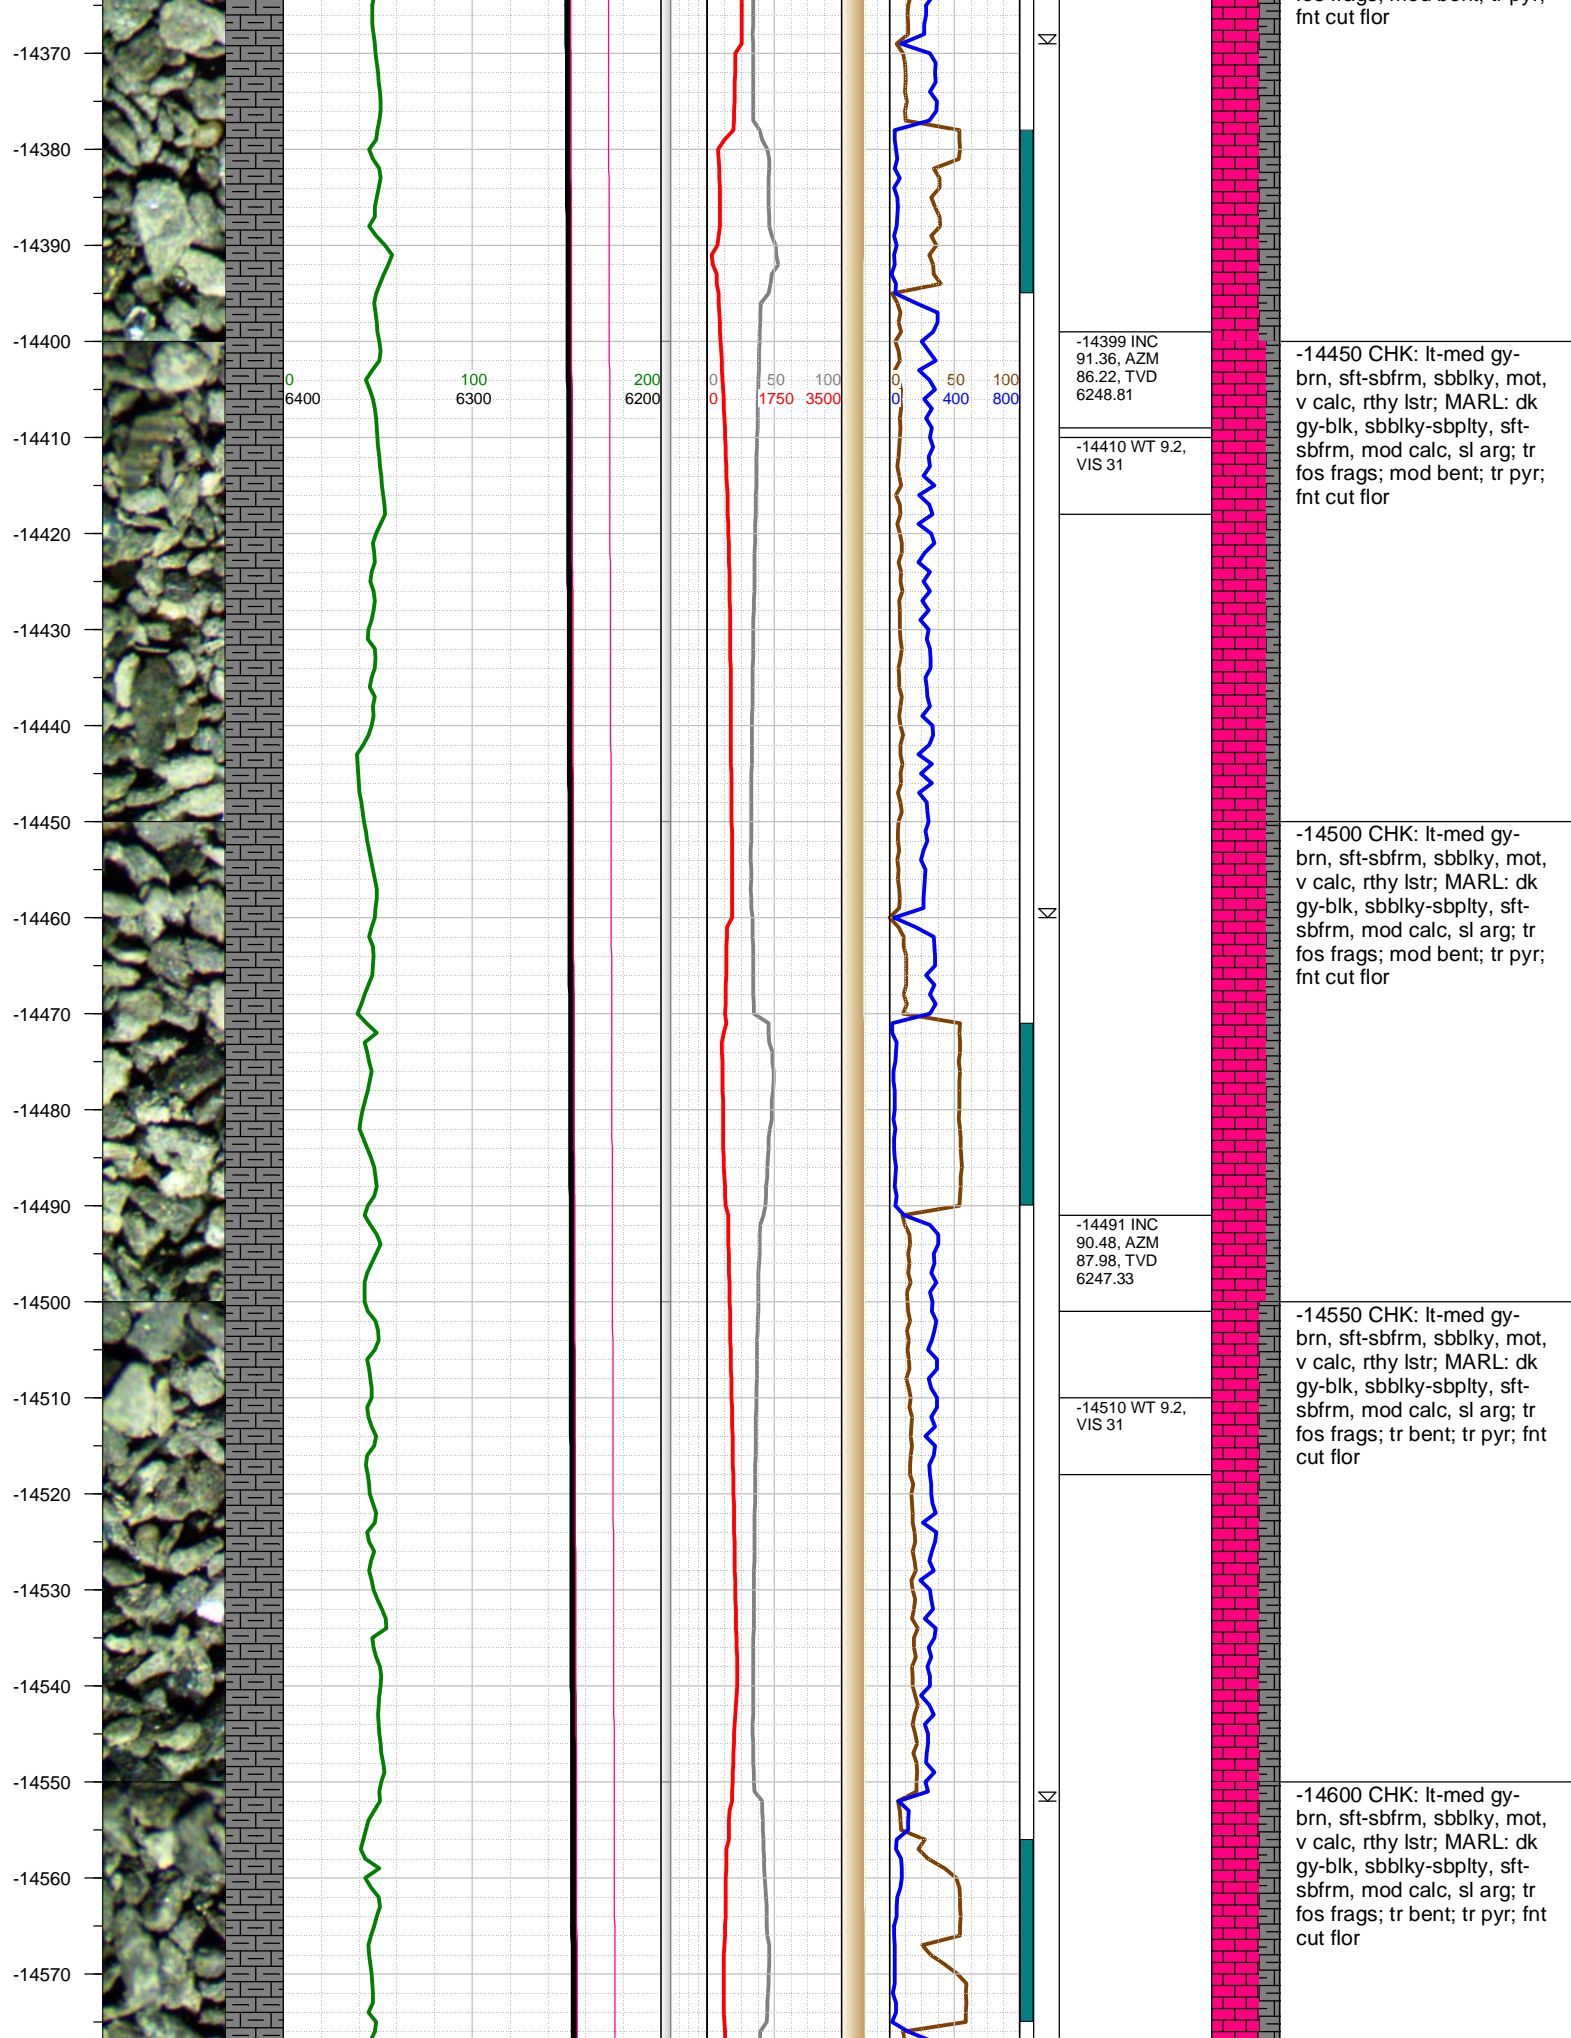 fos frags; mod bent; tr pyr;
fnt cut flor
-14370
-14380
-14390
-14400
-14399 INC
91.36, AZM
86.22, TVD
6248.81
-14450 CHK: lt-med gy-
brn, sft-sbfrm, sbblky, mot,
v calc, rthy lstr; MARL: dk
gy-blk, sbblky-sbplty, sft-
sbfrm, mod calc, sl arg; tr
fos frags; mod bent; tr pyr;
fnt cut flor
0 100 200 0 50 100 0 50 100
6400 6300 6200 0 1750 3500 0 400 800
-14410
-14410 WT 9.2,
VIS 31
-14420
-14430
-14440
-14450
-14500 CHK: lt-med gy-
brn, sft-sbfrm, sbblky, mot,
v calc, rthy lstr; MARL: dk
gy-blk, sbblky-sbplty, sft-
sbfrm, mod calc, sl arg; tr
fos frags; mod bent; tr pyr;
fnt cut flor
-14460
-14470
-14480
-14490
-14491 INC
90.48, AZM
87.98, TVD
6247.33
-14500
-14550 CHK: lt-med gy-
brn, sft-sbfrm, sbblky, mot,
v calc, rthy lstr; MARL: dk
gy-blk, sbblky-sbplty, sft-
sbfrm, mod calc, sl arg; tr
fos frags; tr bent; tr pyr; fnt
cut flor
-14510
-14510 WT 9.2,
VIS 31
-14520
-14530
-14540
-14550
-14600 CHK: lt-med gy-
brn, sft-sbfrm, sbblky, mot,
v calc, rthy lstr; MARL: dk
gy-blk, sbblky-sbplty, sft-
sbfrm, mod calc, sl arg; tr
fos frags; tr bent; tr pyr; fnt
cut flor
-14560
-14570